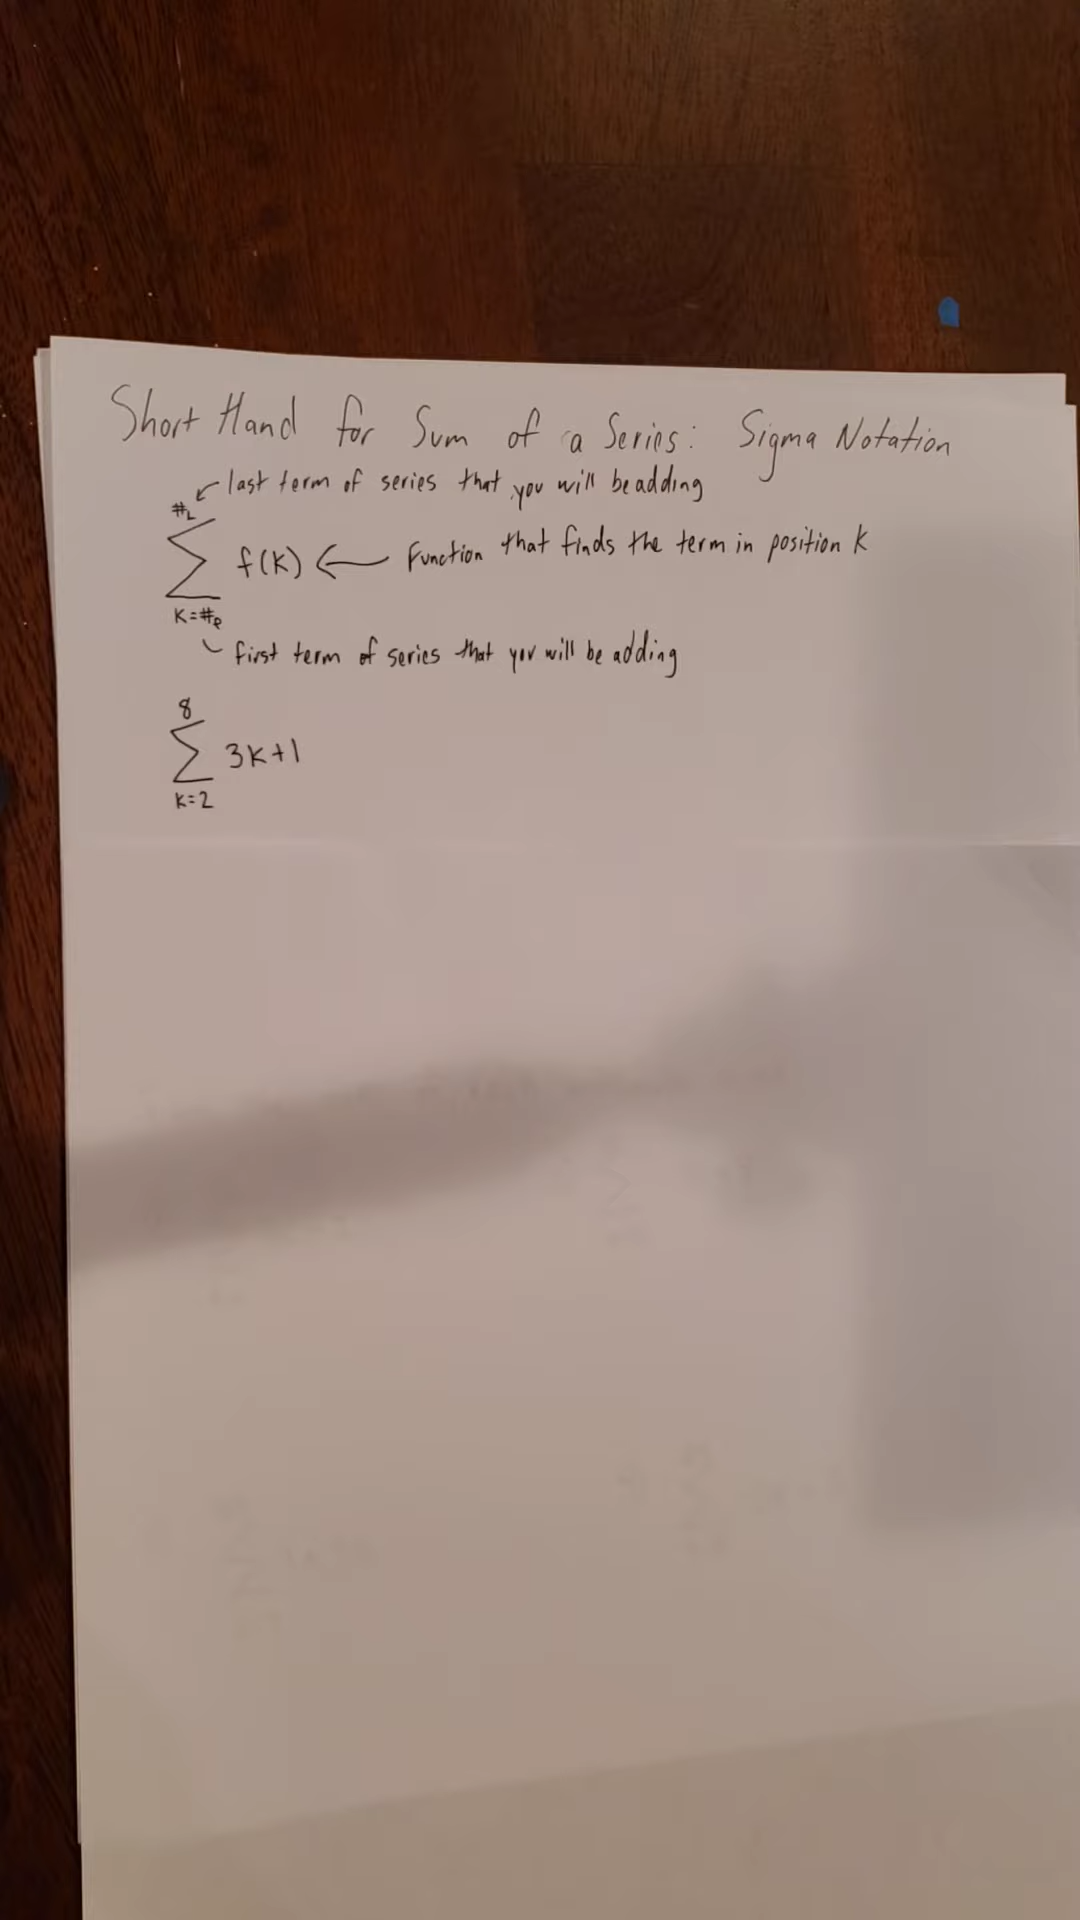 Short Hand for Sum of a Series: Sigma Notation
last term of series that you will be adding
#L
∑ f(k) ← Function that finds the term in position k
k=#F
first term of series that you will be adding
8
∑ 3k+1
k=2